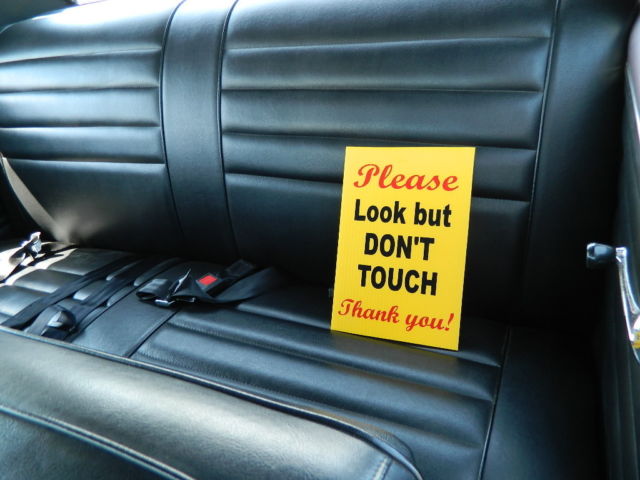 Please
Look but
DON'T
TOUCH
Thank you!